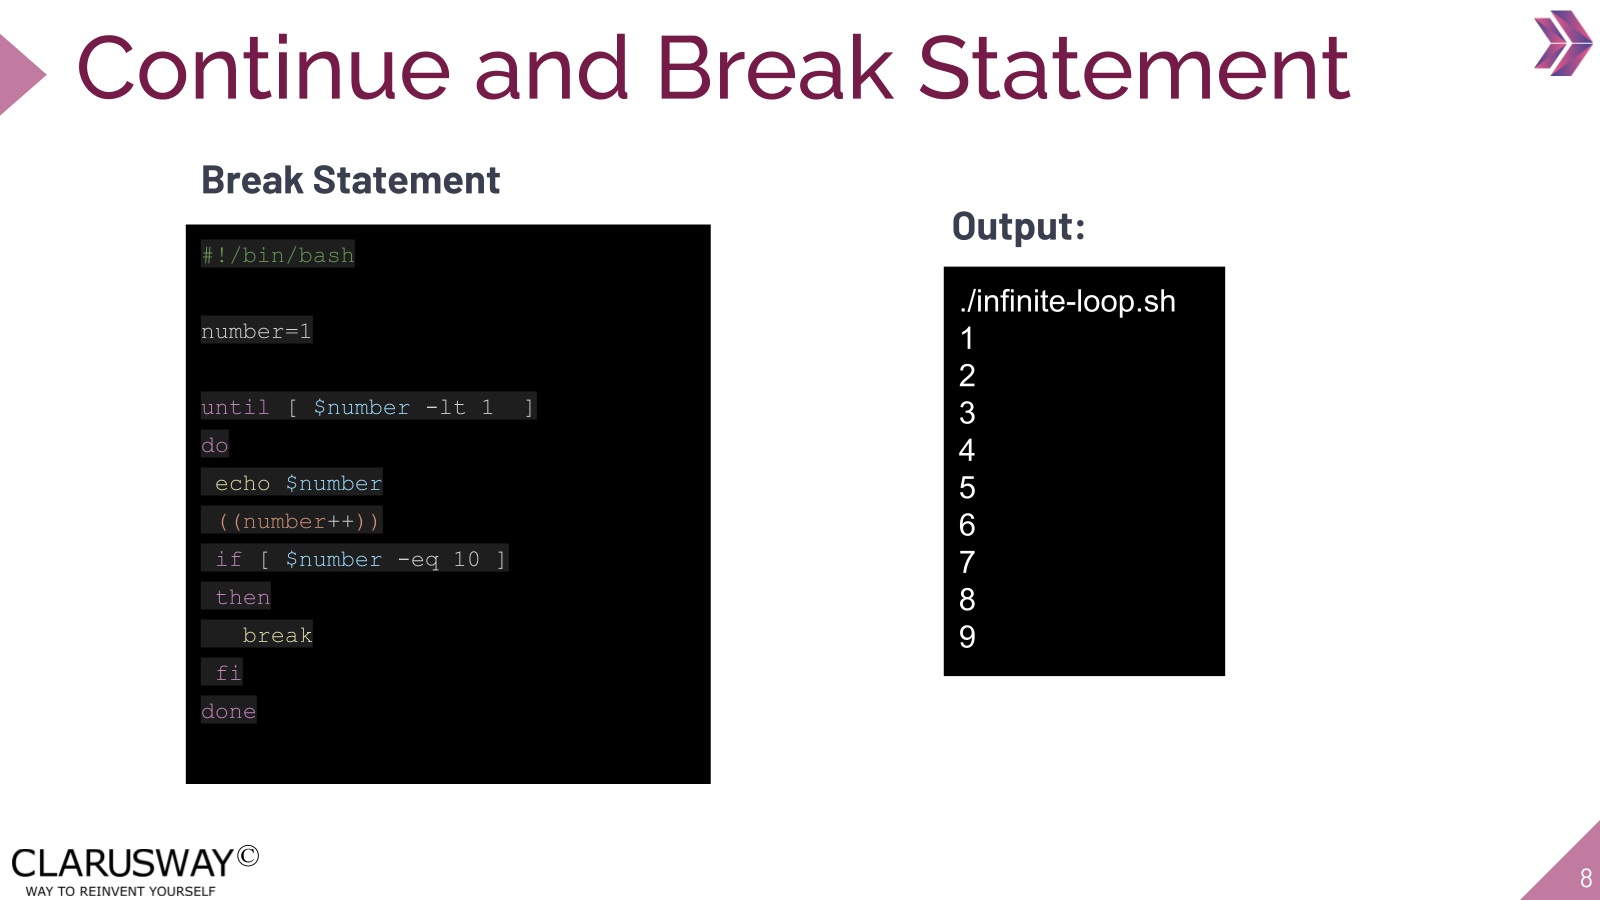 Continue and Break Statement
Break Statement
#!/bin/bash
number=1
until [ $number -lt 1  ]
do
 echo $number
 ((number++))
 if [ $number -eq 10 ]
 then
   break
 fi
done
Output:
./infinite-loop.sh
1
2
3
4
5
6
7
8
9
CLARUSWAY©
WAY TO REINVENT YOURSELF
8